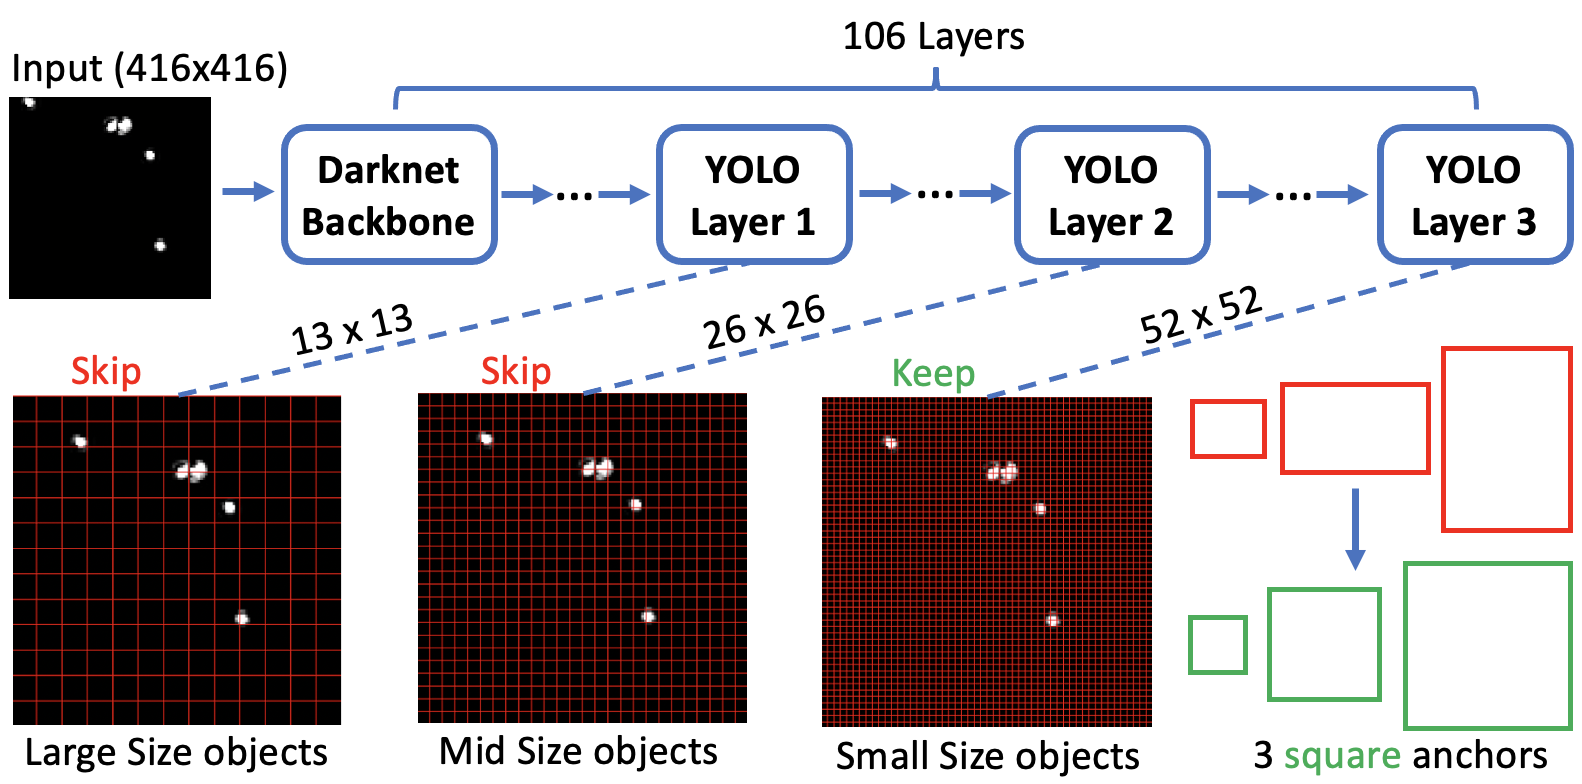 106 Layers
Input (416x416)
Darknet
Backbone
...
YOLO
Layer 1
...
YOLO
Layer 2
...
YOLO
Layer 3
13 x 13
26 x 26
52 x 52
Skip
Skip
Keep
Large Size objects
Mid Size objects
Small Size objects
3 square anchors